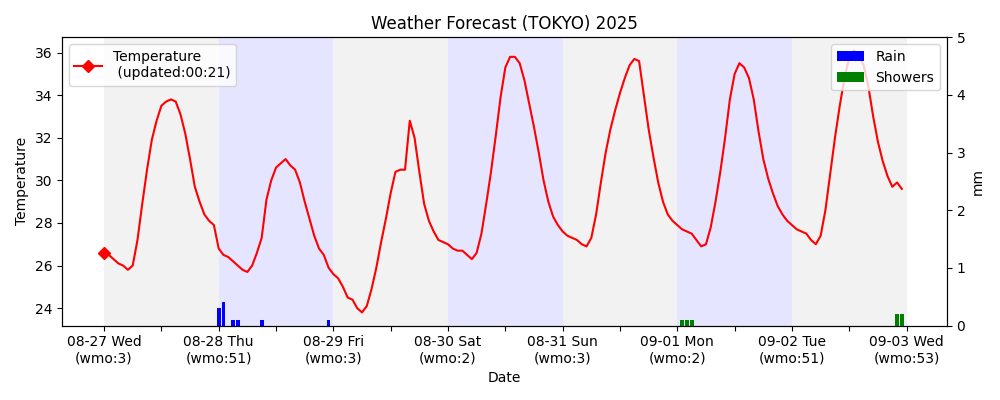 Weather Forecast (TOKYO) 2025
Temperature
(updated:00:21)
Rain
Showers
36
34
32
30
28
26
24
Temperature
5
4
3
2
1
0
mm
08-27 Wed
(wmo:3)
08-28 Thu
(wmo:51)
08-29 Fri
(wmo:3)
08-30 Sat
(wmo:2)
08-31 Sun
(wmo:3)
09-01 Mon
(wmo:2)
09-02 Tue
(wmo:51)
09-03 Wed
(wmo:53)
Date